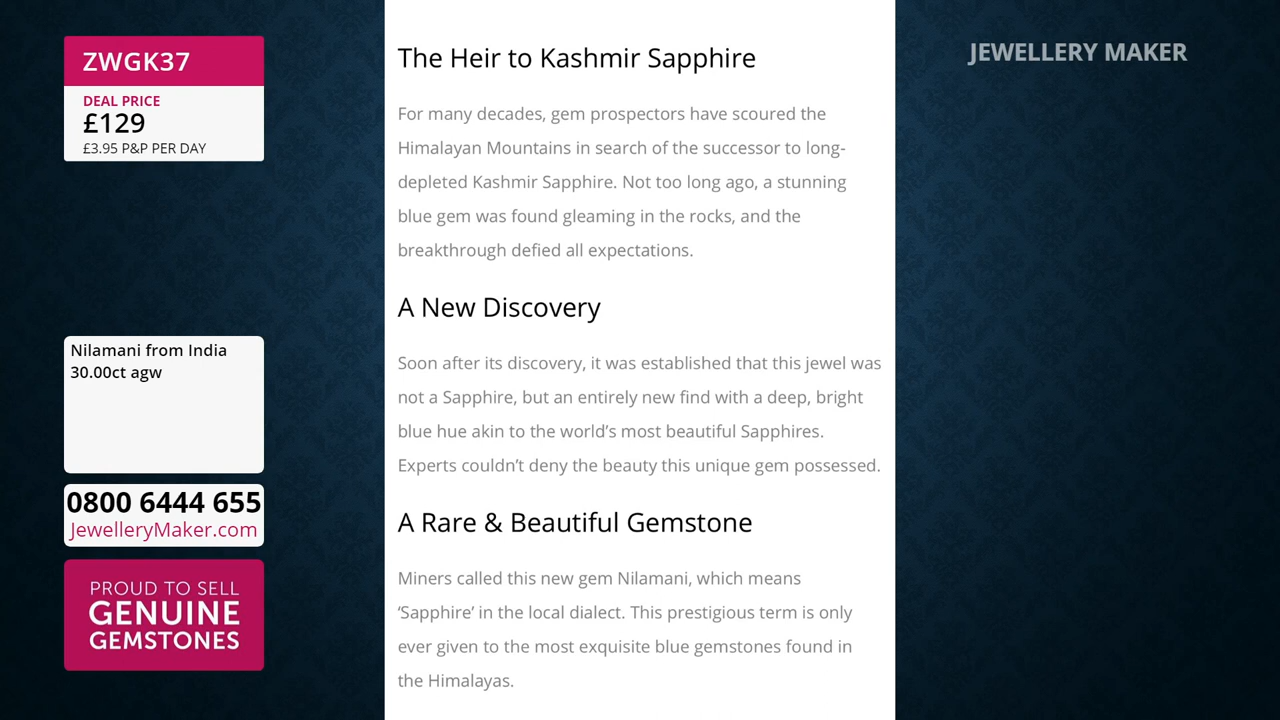 ZWGK37
DEAL PRICE
£129
£3.95 P&P PER DAY
Nilamani from India
30.00ct agw
0800 6444 655
JewelleryMaker.com
PROUD TO SELL
GENUINE
GEMSTONES
The Heir to Kashmir Sapphire
For many decades, gem prospectors have scoured the
Himalayan Mountains in search of the successor to long-
depleted Kashmir Sapphire. Not too long ago, a stunning
blue gem was found gleaming in the rocks, and the
breakthrough defied all expectations.
A New Discovery
Soon after its discovery, it was established that this jewel was
not a Sapphire, but an entirely new find with a deep, bright
blue hue akin to the world’s most beautiful Sapphires.
Experts couldn’t deny the beauty this unique gem possessed.
A Rare & Beautiful Gemstone
Miners called this new gem Nilamani, which means
‘Sapphire’ in the local dialect. This prestigious term is only
ever given to the most exquisite blue gemstones found in
the Himalayas.
JEWELLERY MAKER